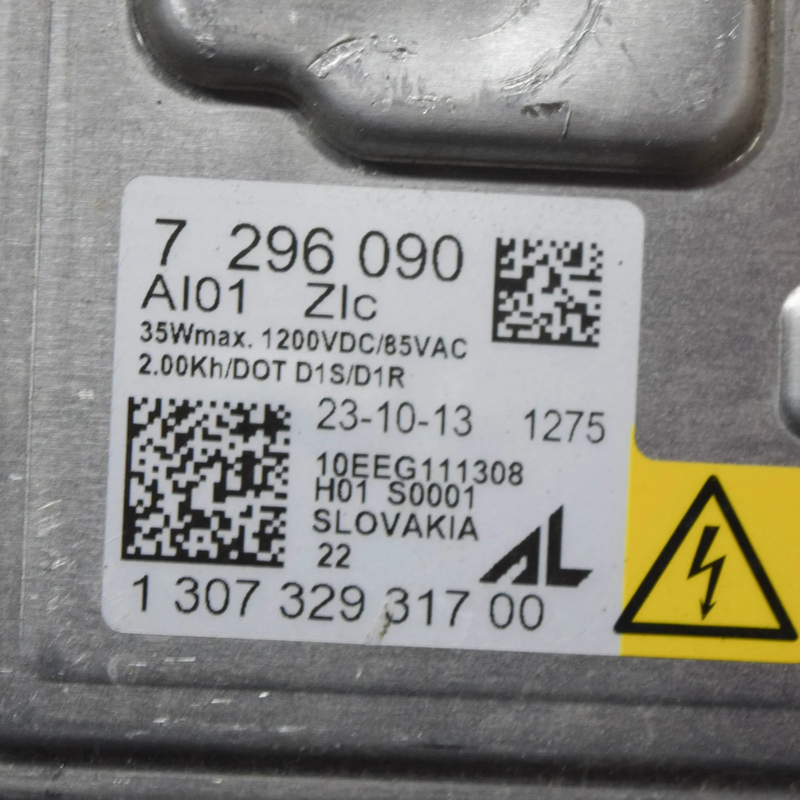 7 296 090
AI01 ZIc
35Wmax. 1200VDC/85VAC
2.00Kh/DOT D1S/D1R
23-10-13 1275
10EEG111308
H01 S0001
SLOVAKIA
22
AL
1 307 329 317 00